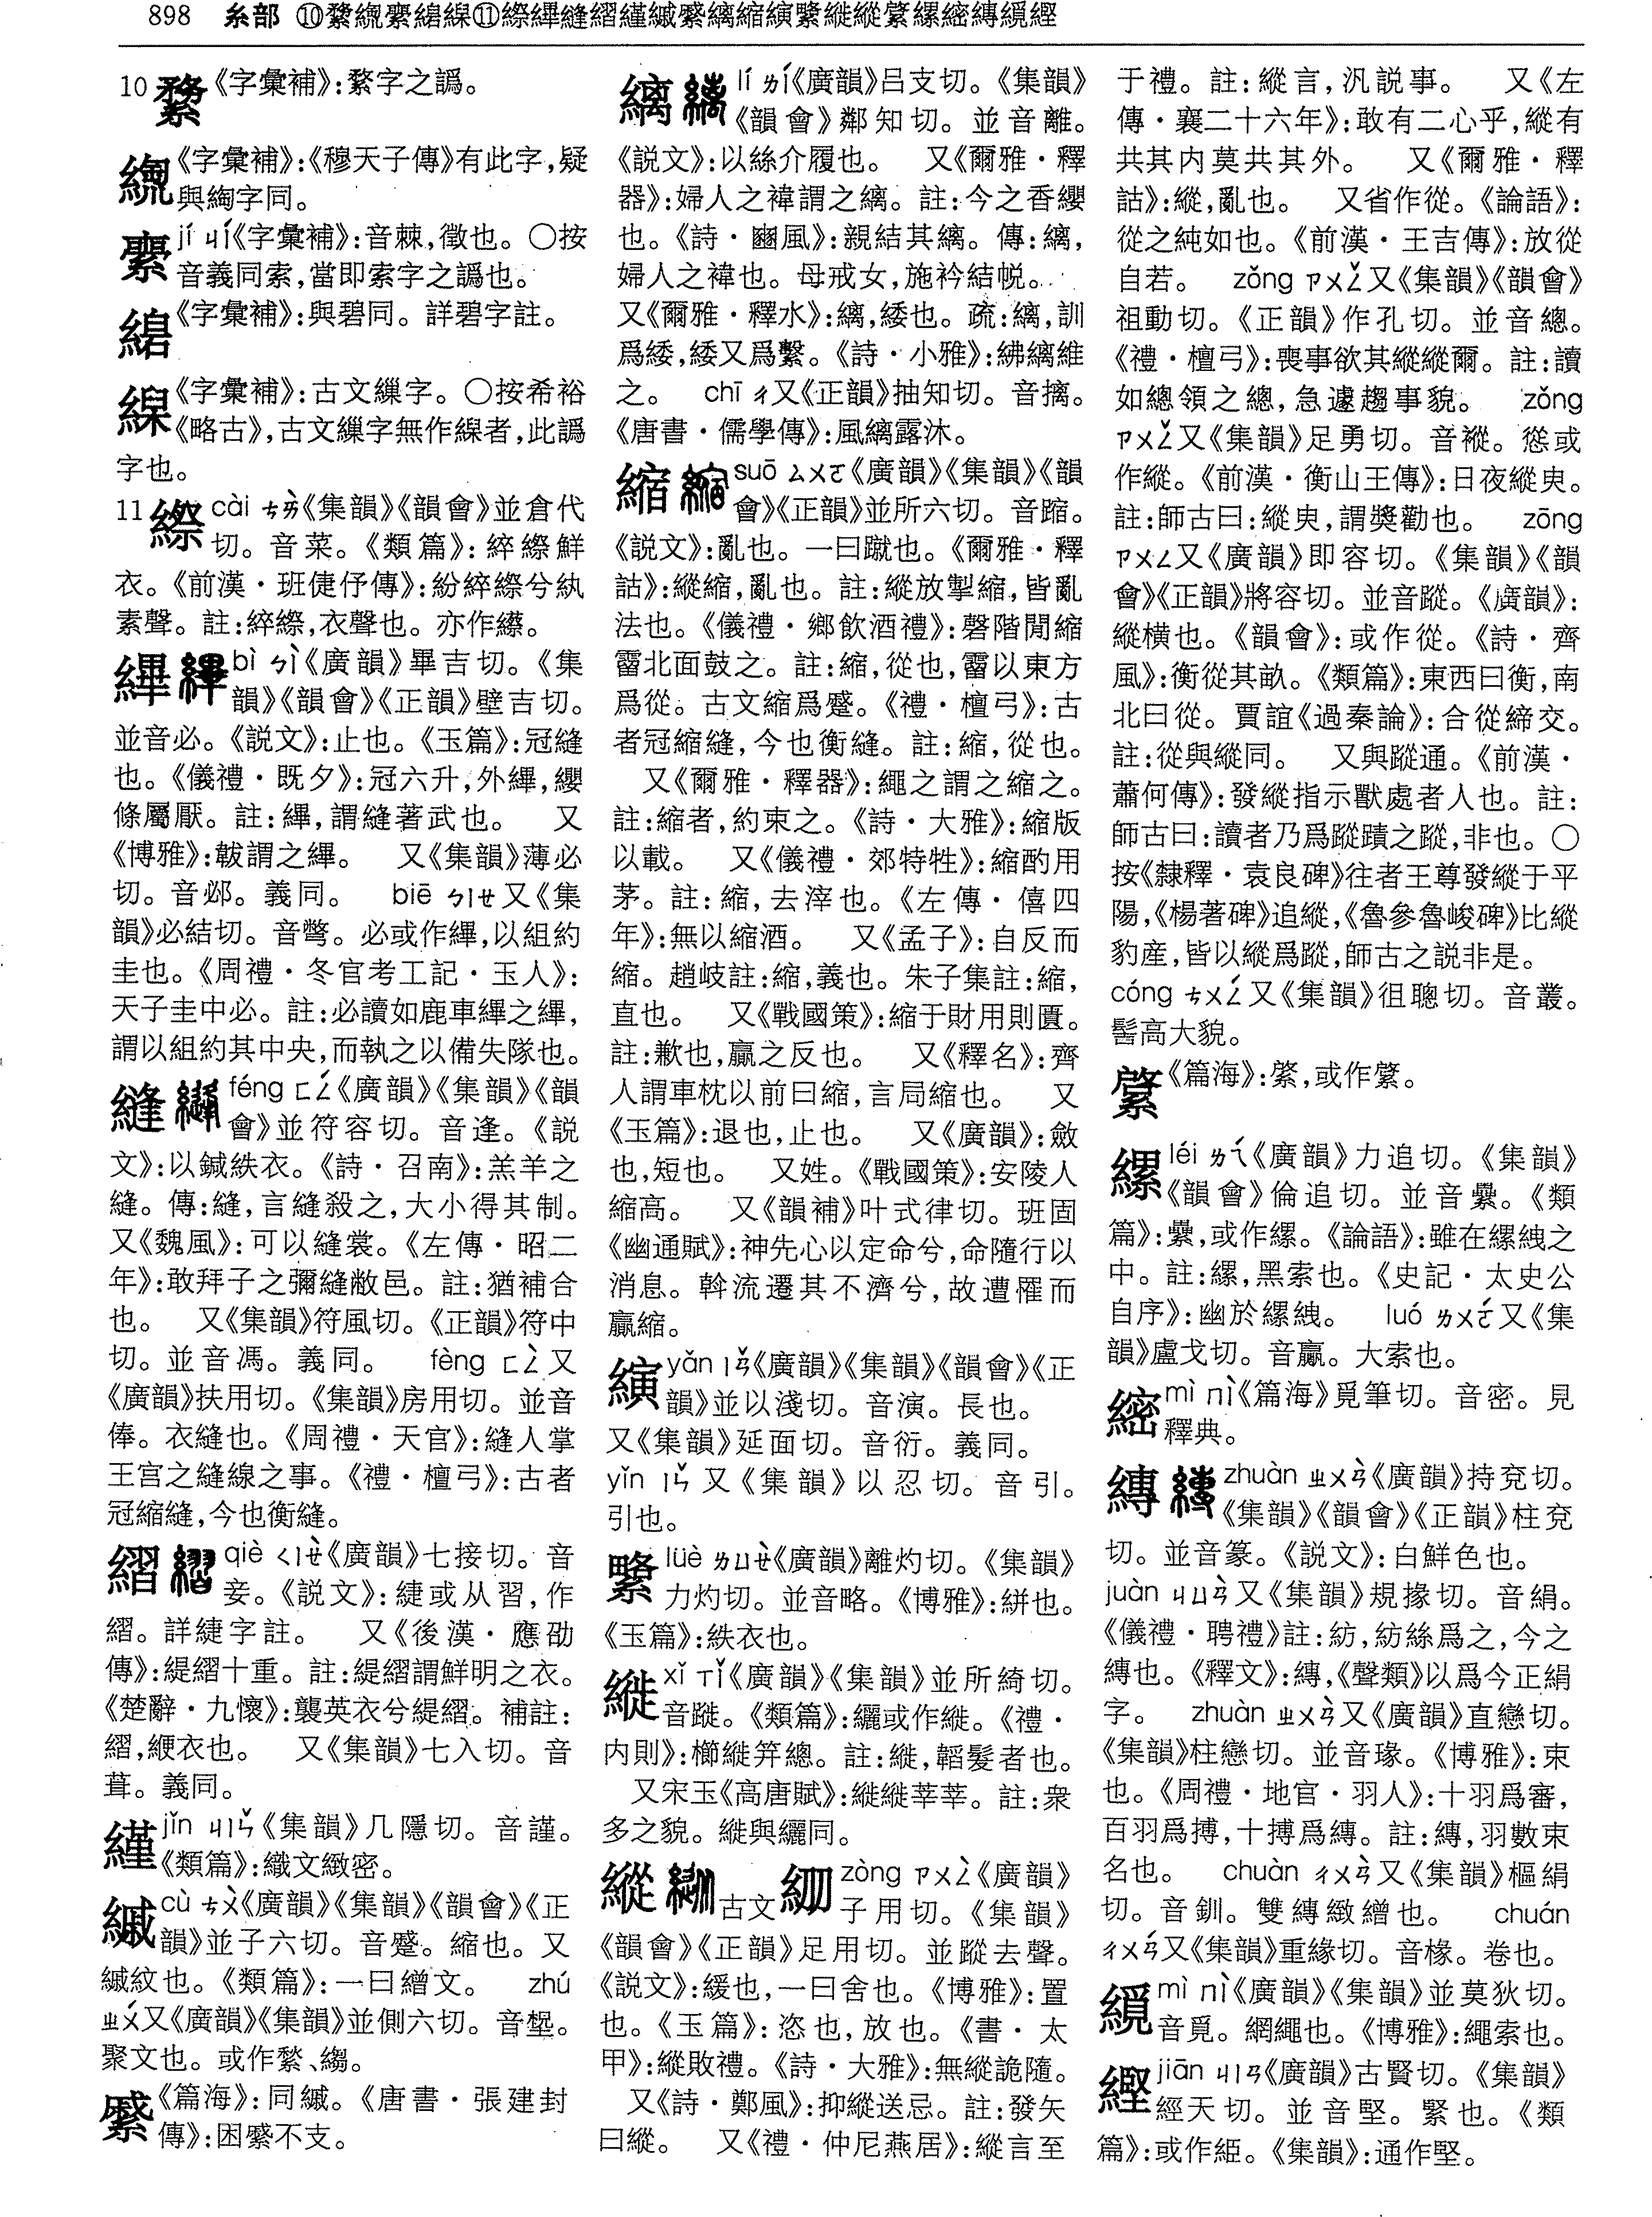 898 糸部
10 《字彙補》:䋷字之譌。
《字彙補》:《穆天子傳》有此字,疑
與綯字同。
jí ㄐㄧˊ《字彙補》:音棘,徵也。〇按
音義同索,當即索字之譌也。
《字彙補》:與碧同。詳碧字註。
《字彙補》:古文繅字。〇按希裕
《略古》,古文繅字無作者,此譌
字也。
11 縩 cài ㄘㄞˋ《集韻》《韻會》並倉代
切。音菜。《類篇》:綷縩鮮
衣。《前漢·班倢伃傳》:紛綷縩兮紈
素聲。註:綷縩,衣聲也。亦作䌨。
縪 bì ㄅㄧˋ《廣韻》畢吉切。《集
韻》《韻會》《正韻》壁吉切。
並音必。《説文》:止也。《玉篇》:冠縫
也。《儀禮·既夕》:冠六升,外縪,纓
條屬厭。註:縪,謂縫著武也。　又
《博雅》:韍謂之縪。　又《集韻》薄必
切。音邲。義同。　biē ㄅㄧㄝ又《集
韻》必結切。音彆。必或作縪,以組約
圭也。《周禮·冬官考工記·玉人》:
天子圭中必。註:必讀如鹿車縪之縪,
謂以組約其中央,而執之以備失隊也。
縫 féng ㄈㄥˊ《廣韻》《集韻》《韻
會》並符容切。音逢。《説
文》:以鍼紩衣。《詩·召南》:羔羊之
縫。傳:縫,言縫殺之,大小得其制。
又《魏風》:可以縫裳。《左傳·昭二
年》:敢拜子之彌縫敝邑。註:猶補合
也。　又《集韻》符風切。《正韻》符中
切。並音馮。義同。　fèng ㄈㄥˋ又
《廣韻》扶用切。《集韻》房用切。並音
俸。衣縫也。《周禮·天官》:縫人掌
王宫之縫線之事。《禮·檀弓》:古者
冠縮縫,今也衡縫。
縚 qiè ㄑㄧㄝˋ《廣韻》七接切。音
妾。《説文》:緁或从習,作
熠。詳緁字註。　又《後漢·應劭
傳》:緹䌌十重。註:緹䌌謂鮮明之衣。
《楚辭·九懷》:襲英衣兮緹䌌。補註:
䌌,緶衣也。　又《集韻》七入切。音
葺。義同。
䌍 jǐn ㄐㄧㄣˇ《集韻》几隱切。音謹。
《類篇》:織文緻密。
縬 cù ㄘㄨˋ《廣韻》《集韻》《韻會》《正
韻》並子六切。音蹙。縮也。又
縬紋也。《類篇》:一曰繒文。　zhú
ㄓㄨˊ又《廣韻》《集韻》並側六切。音㙇。
聚文也。或作䋷、縐。
《篇海》:同縬。《唐書·張建封
傳》:困不支。
縭 lí ㄌㄧˊ《廣韻》吕支切。《集韻》
《韻會》鄰知切。並音離。
《説文》:以絲介履也。　又《爾雅·釋
器》:婦人之褘謂之縭。註:今之香纓
也。《詩·豳風》:親結其縭。傳:縭,
婦人之褘也。母戒女,施衿結帨。
又《爾雅·釋水》:縭,緌也。疏:縭,訓
爲緌,緌又爲繫。《詩·小雅》:紼縭維
之。　chī ㄔ又《正韻》抽知切。音摛。
《唐書·儒學傳》:風縭露沐。
縮 suō ㄙㄨㄛ《廣韻》《集韻》《韻
會》《正韻》並所六切。音蹜。
《説文》:亂也。一曰蹴也。《爾雅·釋
詁》:縱縮,亂也。註:縱放掣縮,皆亂
法也。《儀禮·鄉飲酒禮》:磬階閒縮
霤北面鼓之。註:縮,從也,霤以東方
爲從。古文縮爲蹙。《禮·檀弓》:古
者冠縮縫,今也衡縫。註:縮,從也。
又《爾雅·釋器》:繩之謂之縮之。
註:縮者,約束之。《詩·大雅》:縮版
以載。　又《儀禮·郊特牲》:縮酌用
茅。註:縮,去滓也。《左傳·僖四
年》:無以縮酒。　又《孟子》:自反而
縮。趙岐註:縮,義也。朱子集註:縮,
直也。　又《戰國策》:縮于財用則匱。
註:歉也,贏之反也。　又《釋名》:齊
人謂車枕以前曰縮,言局縮也。　又
《玉篇》:退也,止也。　又《廣韻》:斂
也,短也。　又姓。《戰國策》:安陵人
縮高。　又《韻補》叶式律切。班固
《幽通賦》:神先心以定命兮,命隨行以
消息。斡流遷其不濟兮,故遭罹而
贏縮。
縯 yǎn ㄧㄢˇ《廣韻》《集韻》《韻會》《正
韻》並以淺切。音演。長也。
又《集韻》延面切。音衍。義同。
yǐn ㄧㄣˇ又《集韻》以忍切。音引。
引也。
lüè ㄌㄩㄝˋ《廣韻》離灼切。《集韻》
力灼切。並音略。《博雅》:絣也。
《玉篇》:紩衣也。
縰 xǐ ㄒㄧˇ《廣韻》《集韻》並所綺切。
音蹝。《類篇》:纚或作縰。《禮·
内則》:櫛縰笄總。註:縰,韜髮者也。
又宋玉《高唐賦》:縰縰莘莘。註:衆
多之貌。縰與纚同。
縱 古文 zòng ㄗㄨㄥˋ《廣韻》
子用切。《集韻》
《韻會》《正韻》足用切。並蹤去聲。
《説文》:緩也,一曰舍也。《博雅》:置
也。《玉篇》:恣也,放也。《書·太
甲》:縱敗禮。《詩·大雅》:無縱詭隨。
又《詩·鄭風》:抑縱送忌。註:發矢
曰縱。　又《禮·仲尼燕居》:縱言至
于禮。註:縱言,汎説事。　又《左
傳·襄二十六年》:敢有二心乎,縱有
共其内莫共其外。　又《爾雅·釋
詁》:縱,亂也。　又省作從。《論語》:
從之純如也。《前漢·王吉傳》:放從
自若。　zǒng ㄗㄨㄥˇ又《集韻》《韻會》
祖動切。《正韻》作孔切。並音總。
《禮·檀弓》:喪事欲其縱縱爾。註:讀
如總領之總,急遽趨事貌。　zǒng
ㄗㄨㄥˇ又《集韻》足勇切。音樅。慫或
作縱。《前漢·衡山王傳》:日夜縱臾。
註:師古曰:縱臾,謂獎勸也。　zōng
ㄗㄨㄥ又《廣韻》即容切。《集韻》《韻
會》《正韻》將容切。並音蹤。《廣韻》:
縱橫也。《韻會》:或作從。《詩·齊
風》:衡從其畝。《類篇》:東西曰衡,南
北曰從。賈誼《過秦論》:合從締交。
註:從與縱同。　又與蹤通。《前漢·
蕭何傳》:發縱指示獸處者人也。註:
師古曰:讀者乃爲蹤蹟之蹤,非也。〇
按《隸釋·袁良碑》往者王尊發縱于平
陽,《楊著碑》追縱,《魯參魯峻碑》比縱
豹産,皆以縱爲蹤,師古之説非是。
cóng ㄘㄨㄥˊ又《集韻》徂聰切。音叢。
髻高大貌。
《篇海》:綮,或作。
縲 léi ㄌㄟˊ《廣韻》力追切。《集韻》
《韻會》倫追切。並音纍。《類
篇》:纍,或作縲。《論語》:雖在縲絏之
中。註:縲,黑索也。《史記·太史公
自序》:幽於縲絏。　luó ㄌㄨㄛˊ又《集
韻》盧戈切。音驘。大索也。
mì ㄇㄧˋ《篇海》覓筆切。音密。見
釋典。
縳 zhuàn ㄓㄨㄢˋ《廣韻》持兗切。
《集韻》《韻會》《正韻》柱兗
切。並音篆。《説文》:白鮮色也。
juàn ㄐㄩㄢˋ又《集韻》規掾切。音絹。
《儀禮·聘禮》註:紡,紡絲爲之,今之
縳也。《釋文》:縳,《聲類》以爲今正絹
字。　zhuàn ㄓㄨㄢˋ又《廣韻》直戀切。
《集韻》柱戀切。並音瑑。《博雅》:束
也。《周禮·地官·羽人》:十羽爲審,
百羽爲摶,十摶爲縳。註:縳,羽數束
名也。　chuàn ㄔㄨㄢˋ又《集韻》樞絹
切。音釧。雙縳緻繒也。　chuán
ㄔㄨㄢˊ又《集韻》重緣切。音椽。卷也。
mì ㄇㄧˋ《廣韻》《集韻》並莫狄切。
音覓。網繩也。《博雅》:繩索也。
jiān ㄐㄧㄢ《廣韻》古賢切。《集韻》
經天切。並音堅。緊也。《類
篇》:或作䋗。《集韻》:通作堅。